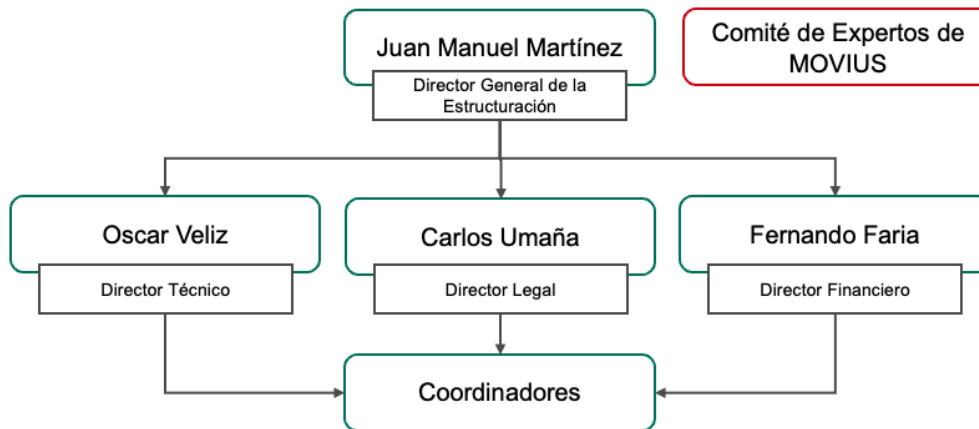 Juan Manuel Martínez
Director General de la
Estructuración
Comité de Expertos de
MOVIUS
Oscar Veliz
Director Técnico
Carlos Umaña
Director Legal
Fernando Faria
Director Financiero
Coordinadores